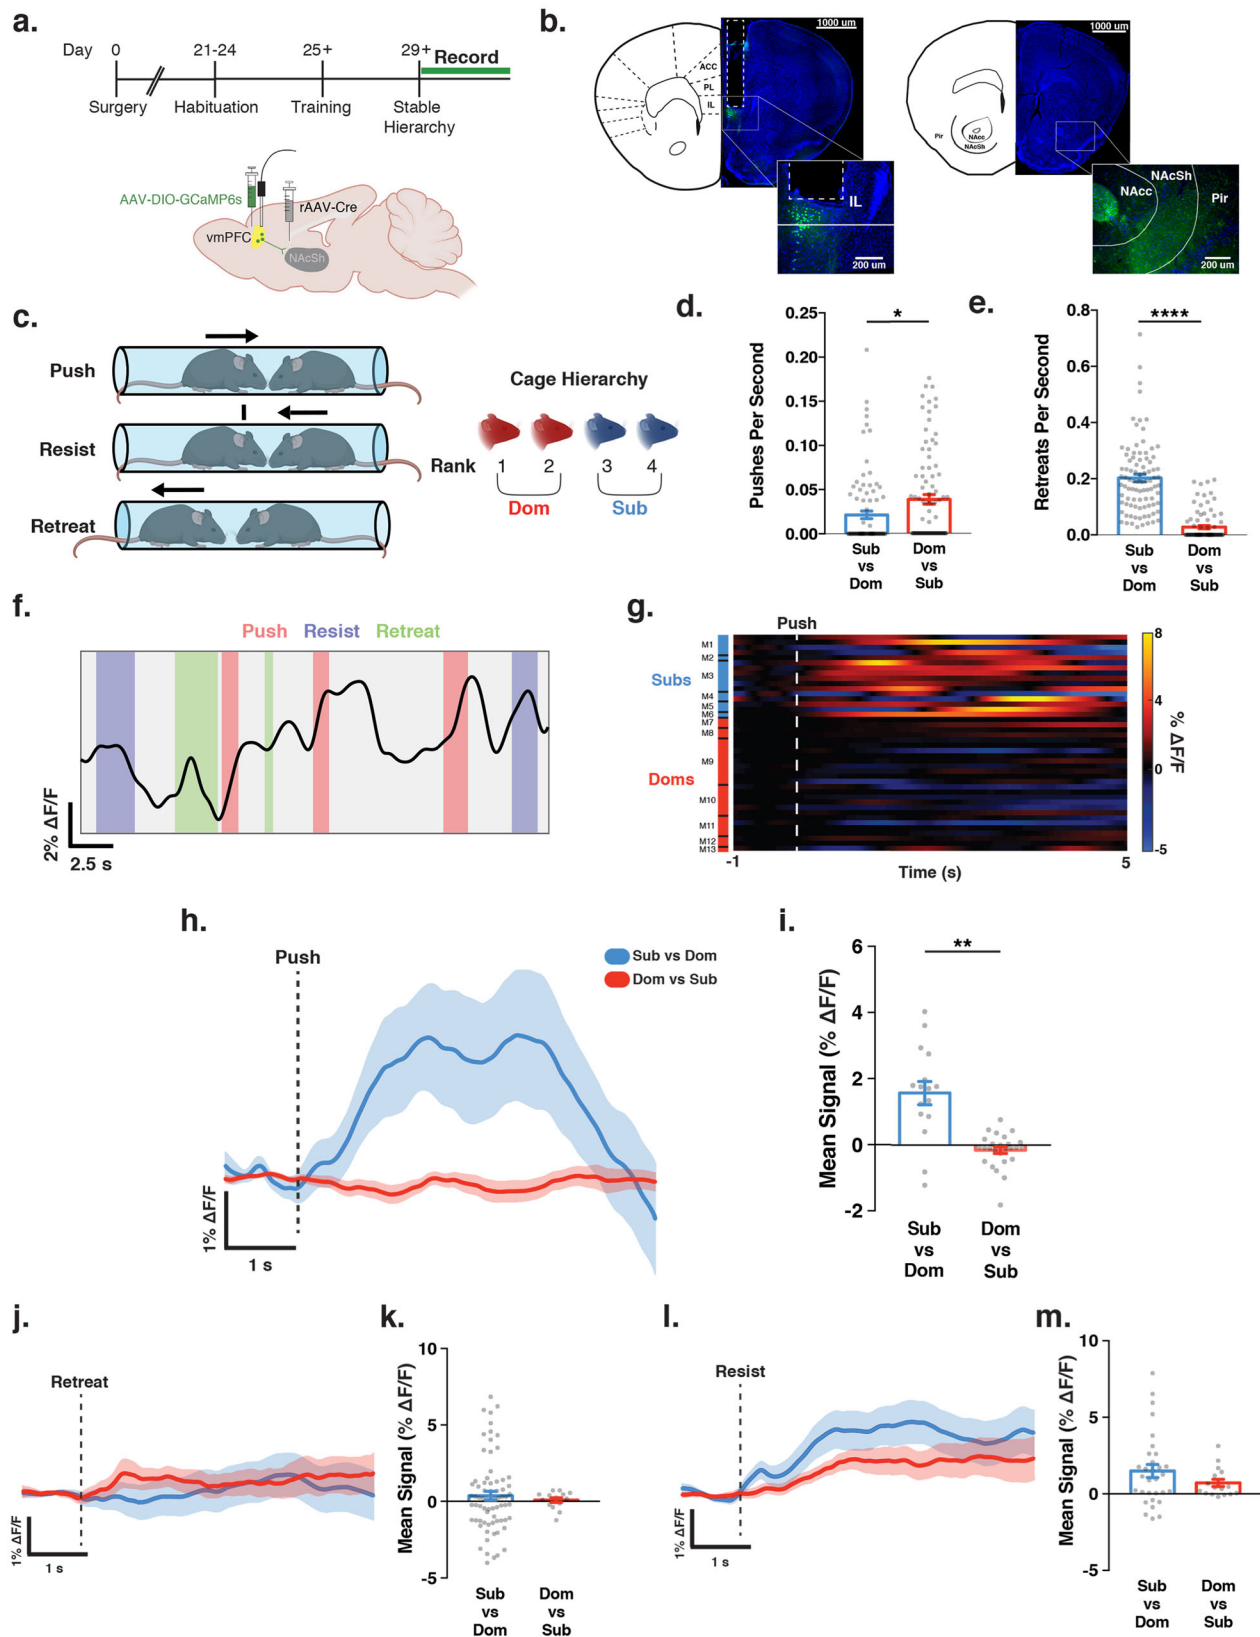 a.
Day 0 21-24 25+ 29+ Record
Surgery Habituation Training Stable
Hierarchy
AAV-DIO-GCaMP6s
rAAV-Cre
vmPFC
NAcSh
b.
1000 um
ACC
PL
IL
IL
200 um
1000 um
Pir
NAcc
NAcSh
NAcSh
NAcc
Pir
200 um
c.
Push
Resist
Retreat
Cage Hierarchy
Rank 1 2 3 4
Dom Sub
d.
Pushes Per Second
0.25
0.20
0.15
0.10
0.05
0.00
*
Sub Dom
vs vs
Dom Sub
e.
Retreats Per Second
0.8
0.6
0.4
0.2
0.0
****
Sub Dom
vs vs
Dom Sub
f.
Push Resist Retreat
2% ΔF/F
2.5 s
g.
Push
Subs
Doms
M1
M2
M3
M4
M5
M6
M7
M8
M9
M10
M11
M12
M13
-1 5
Time (s)
8
4
0
-5
% ΔF/F
h.
Push
Sub vs Dom
Dom vs Sub
1% ΔF/F
1 s
i.
Mean Signal (% ΔF/F)
6
4
2
0
-2
**
Sub Dom
vs vs
Dom Sub
j.
Retreat
1% ΔF/F
1 s
k.
Mean Signal (% ΔF/F)
10
5
0
-5
Sub Dom
vs vs
Dom Sub
l.
Resist
1% ΔF/F
1 s
m.
Mean Signal (% ΔF/F)
10
5
0
-5
Sub Dom
vs vs
Dom Sub